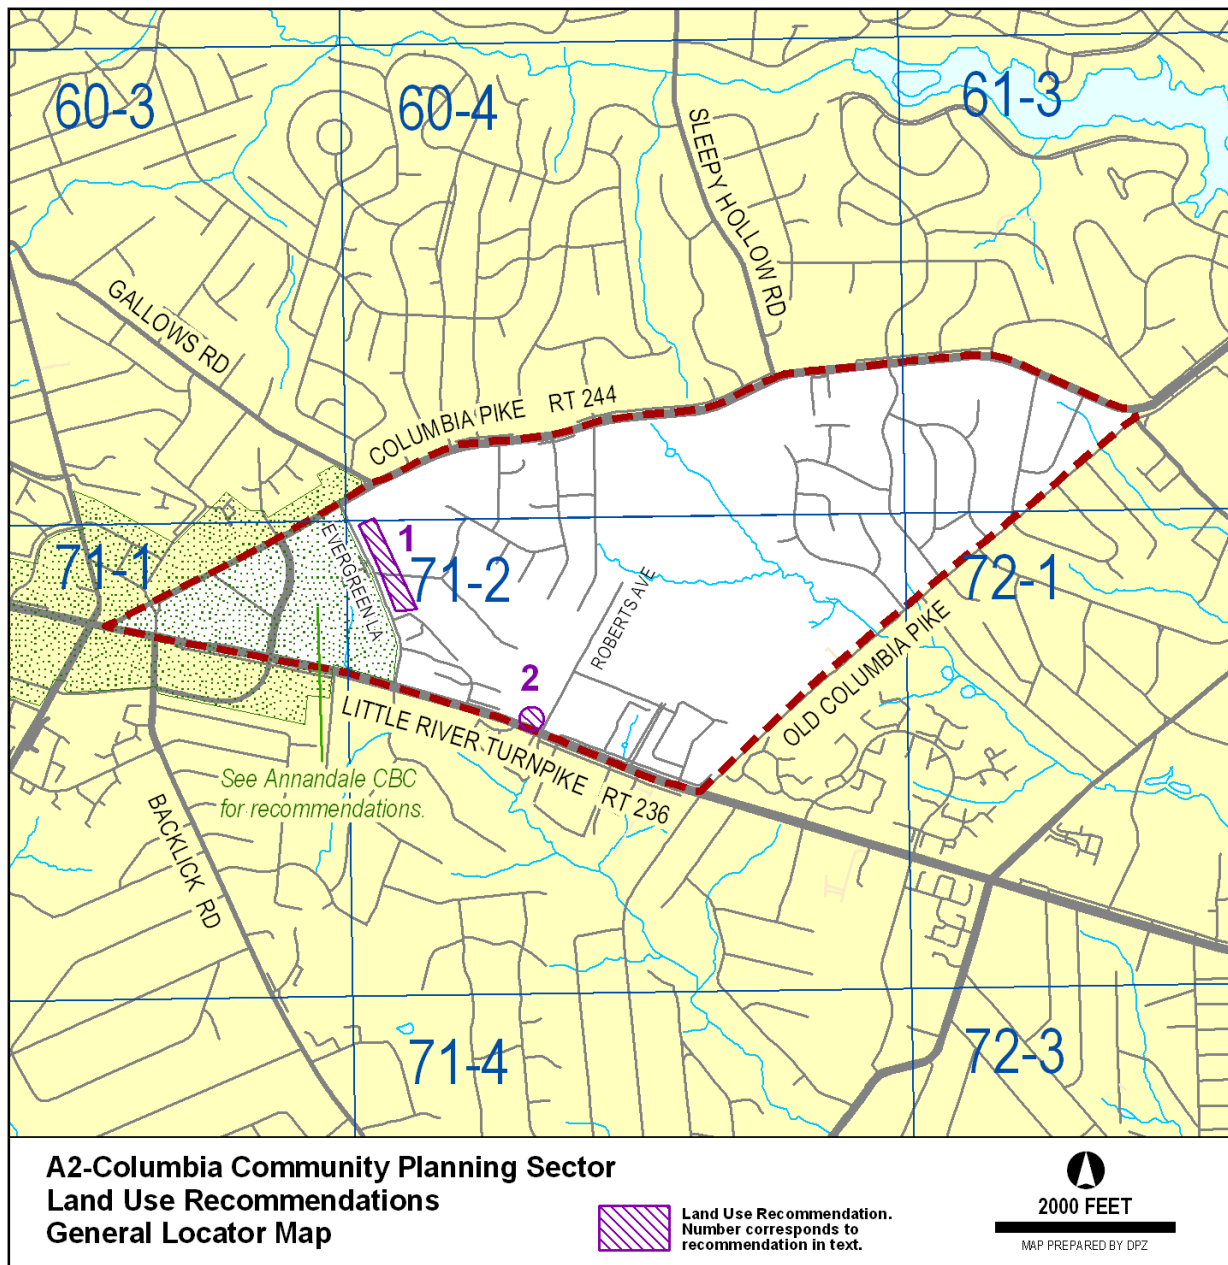 60-3
60-4
61-3
SLEEPY HOLLOW RD
GALLOWS RD
COLUMBIA PIKE RT 244
71-1
EVERGREEN LA
1
71-2
ROBERTS AVE
72-1
2
OLD COLUMBIA PIKE
LITTLE RIVER TURNPIKE RT 236
See Annandale CBC
for recommendations.
BACKLICK RD
71-4
72-3
A2-Columbia Community Planning Sector
Land Use Recommendations
General Locator Map
Land Use Recommendation.
Number corresponds to
recommendation in text.
2000 FEET
MAP PREPARED BY DPZ